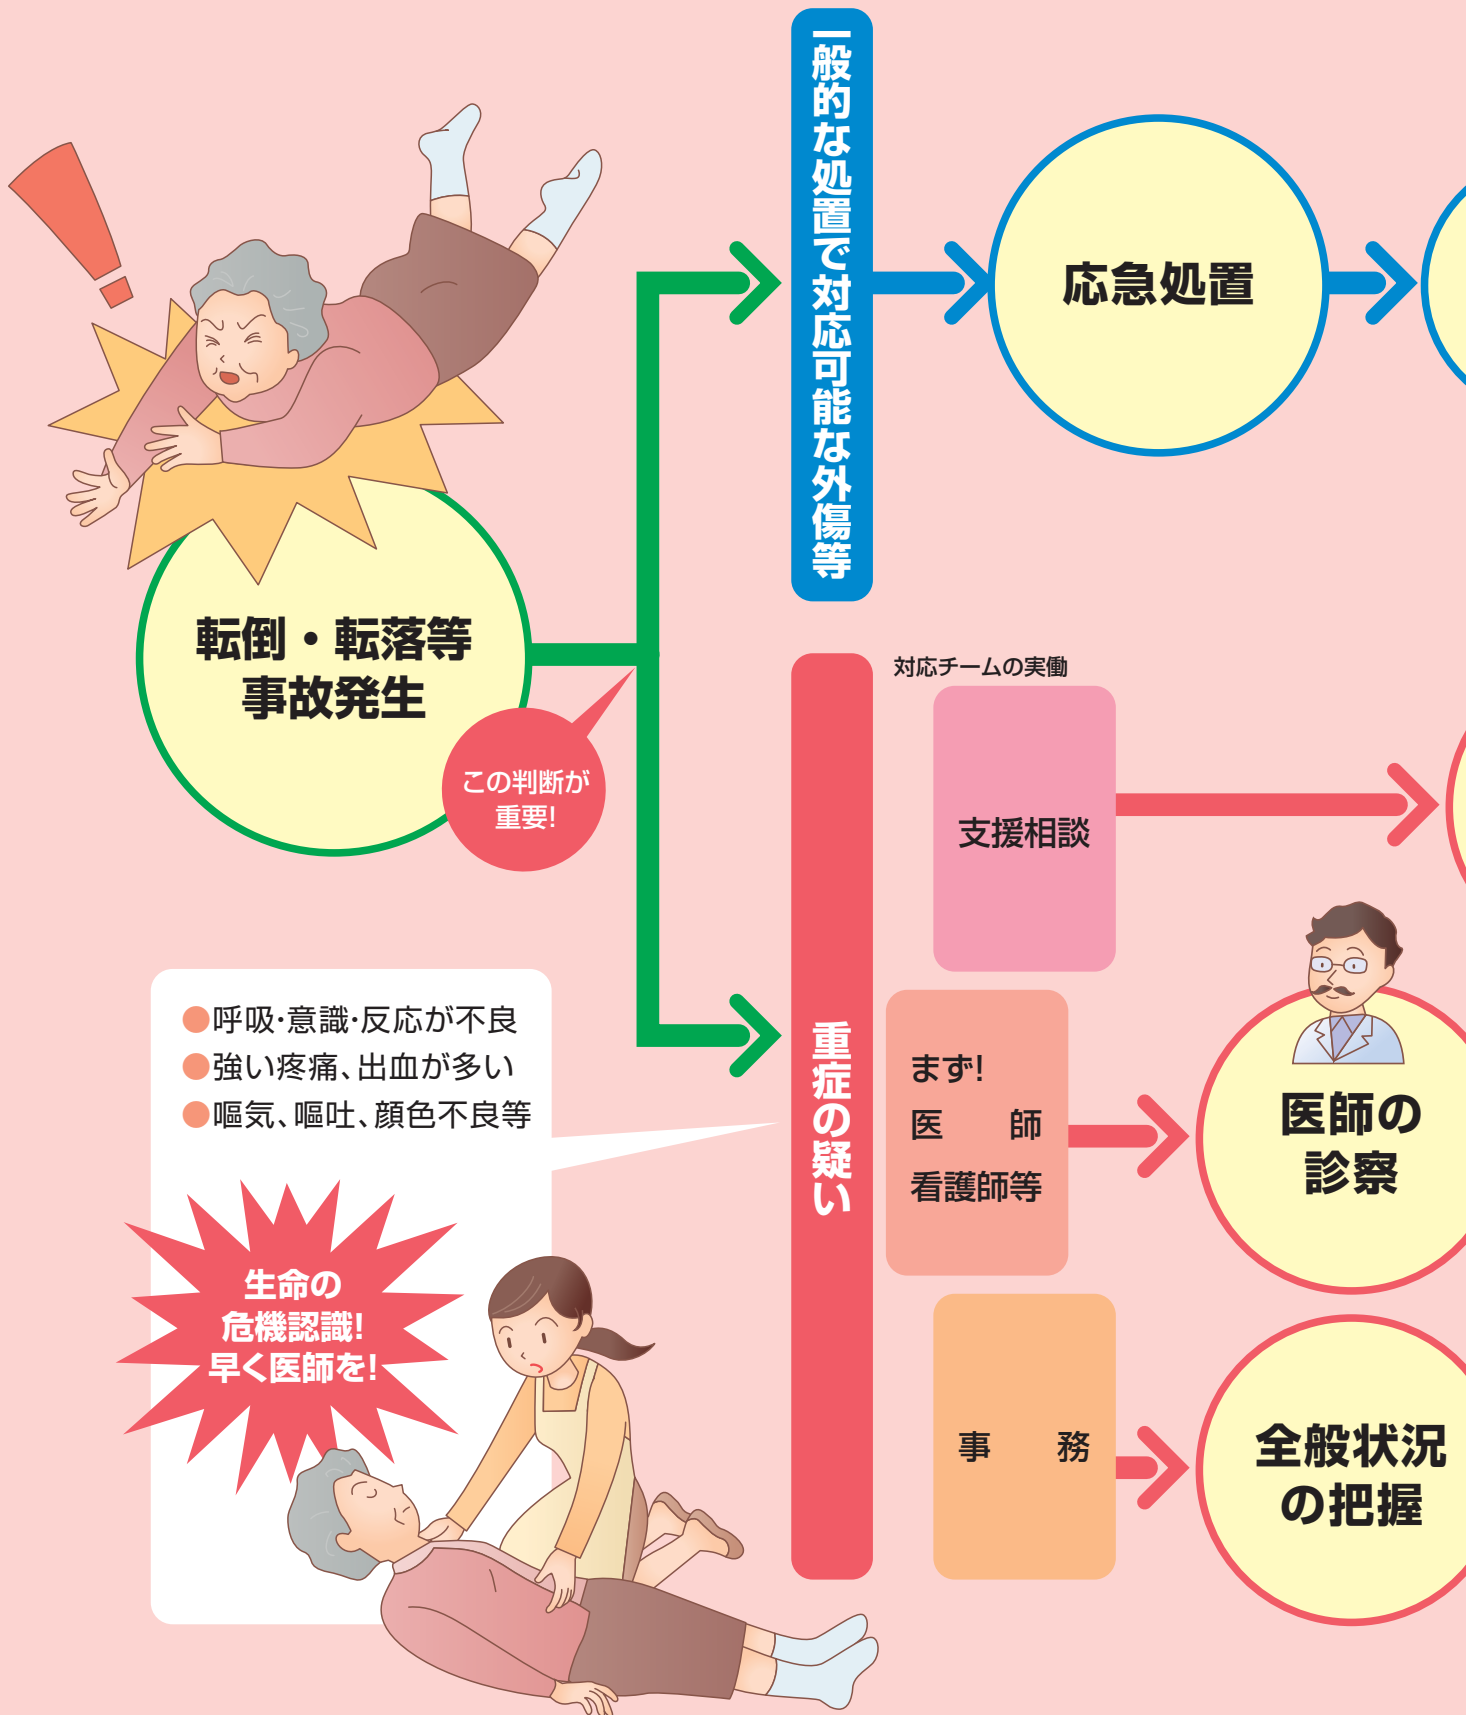 一般的な処置で対応可能な外傷等
応急処置
転倒・転落等
事故発生
この判断が
重要!
対応チームの実働
支援相談
重症の疑い
まず!
医　師
看護師等
医師の
診察
事　務
全般状況
の把握
●呼吸・意識・反応が不良
●強い疼痛、出血が多い
●嘔気、嘔吐、顔色不良等
生命の
危機認識!
早く医師を!